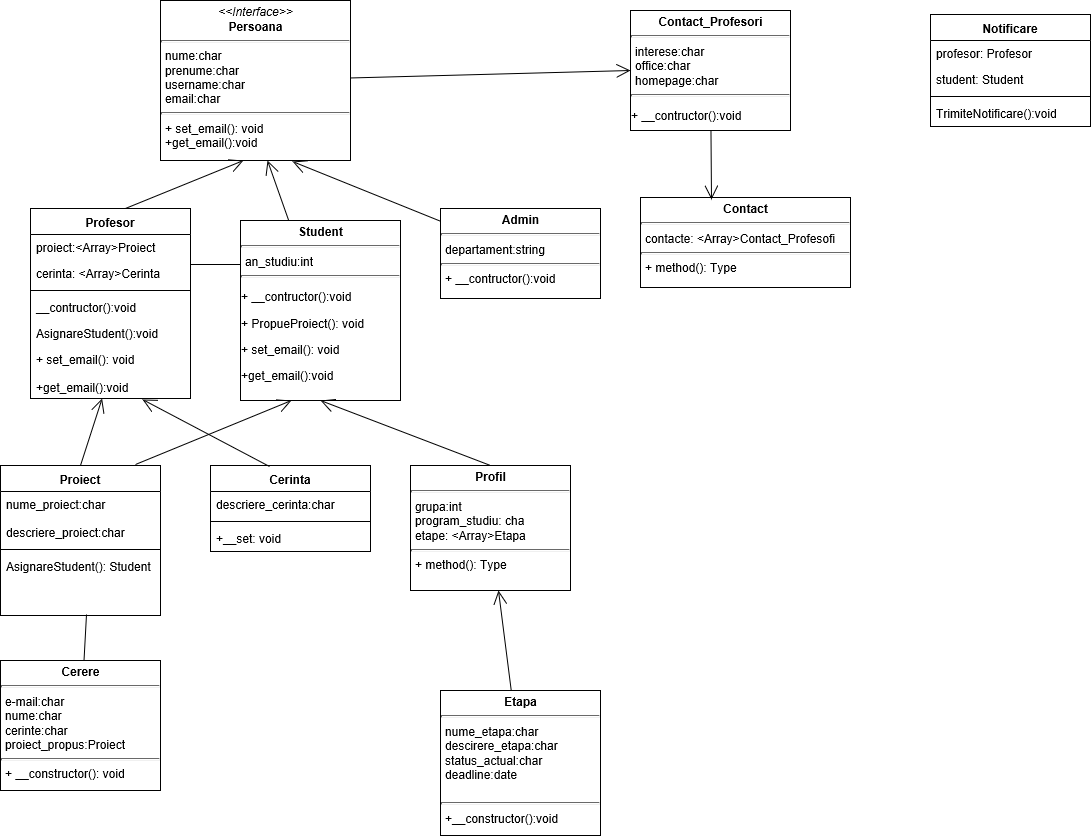 <<Interface>>
Persoana
nume:char
prenume:char
username:char
email:char
+ set_email(): void
+get_email():void
Contact_Profesori
interese:char
office:char
homepage:char
+ __contructor():void
Notificare
profesor: Profesor
student: Student
TrimiteNotificare():void
Contact
contacte: <Array>Contact_Profesofi
+ method(): Type
Profesor
proiect:<Array>Proiect
cerinta: <Array>Cerinta
__contructor():void
AsignareStudent():void
+ set_email(): void
+get_email():void
Student
an_studiu:int
+ __contructor():void
+ PropueProiect(): void
+ set_email(): void
+get_email():void
Admin
departament:string
+ __contructor():void
Proiect
nume_proiect:char
descriere_proiect:char
AsignareStudent(): Student
Cerinta
descriere_cerinta:char
+__set: void
Profil
grupa:int
program_studiu: cha
etape: <Array>Etapa
+ method(): Type
Cerere
e-mail:char
nume:char
cerinte:char
proiect_propus:Proiect
+ __constructor(): void
Etapa
nume_etapa:char
descirere_etapa:char
status_actual:char
deadline:date
+__constructor():void